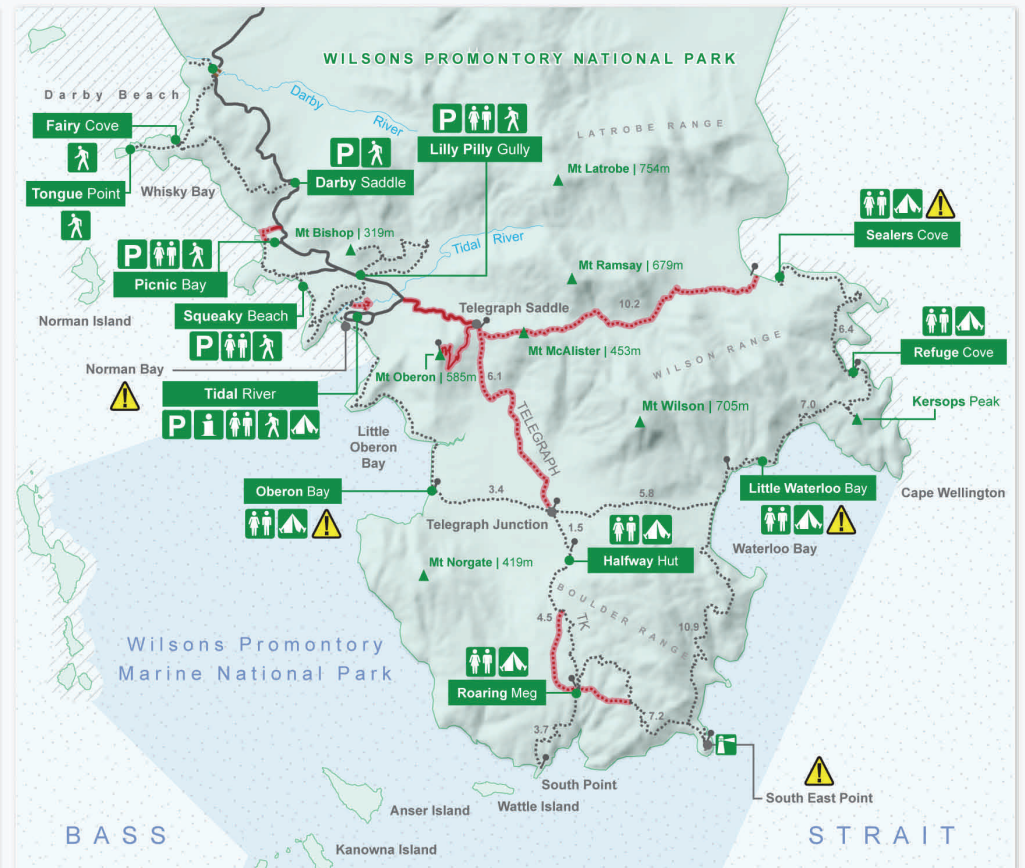 WILSONS PROMONTORY NATIONAL PARK
Darby Beach
Darby
River
LATROBE RANGE
Fairy Cove
P
Lilly Pilly Gully
P
Darby Saddle
Mt Latrobe | 754m
Tongue Point
Whisky Bay
Sealers Cove
Mt Bishop | 319m
Tidal River
P
Picnic Bay
Mt Ramsay | 679m
Norman Island
Squeaky Beach
P
Telegraph Saddle
10.2
6.4
Refuge Cove
Mt McAlister | 453m
WILSON RANGE
Norman Bay
Mt Oberon | 585m
6.1
Tidal River
P i
TELEGRAPH
Mt Wilson | 705m
7.0
Kersops Peak
Little
Oberon
Bay
Oberon Bay
3.4
5.8
Little Waterloo Bay
Cape Wellington
Telegraph Junction
1.5
Waterloo Bay
Halfway Hut
Mt Norgate | 419m
BOULDER RANGE
4.5
TK
10.9
Wilsons Promontory
Marine National Park
Roaring Meg
7.2
3.7
South Point
South East Point
Wattle Island
Anser Island
BASS
STRAIT
Kanowna Island